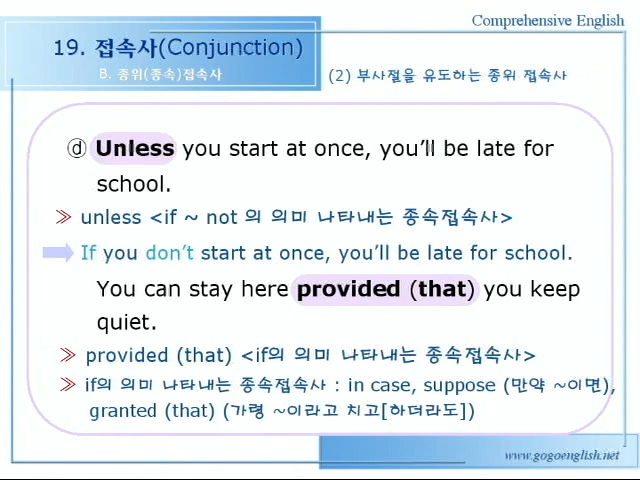 Comprehensive English
19. 접속사(Conjunction)
B. 종위(종속)접속사
(2) 부사절을 유도하는 종위 접속사
ⓓ Unless you start at once, you'll be late for
school.
≫ unless <if ~ not 의 의미 나타내는 종속접속사>
If you don't start at once, you'll be late for school.
You can stay here provided (that) you keep
quiet.
≫ provided (that) <if의 의미 나타내는 종속접속사>
≫ if의 의미 나타내는 종속접속사 : in case, suppose (만약 ~이면),
granted (that) (가령 ~이라고 치고[하더라도])
www.gogoenglish.net